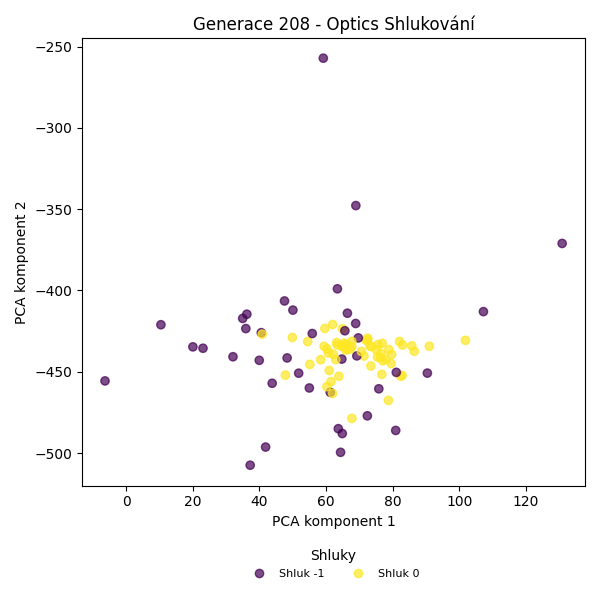 Generace 208 - Optics Shlukování
PCA komponent 2
−250
−300
−350
−400
−450
−500
0 20 40 60 80 100 120
PCA komponent 1
Shluky
Shluk -1 Shluk 0